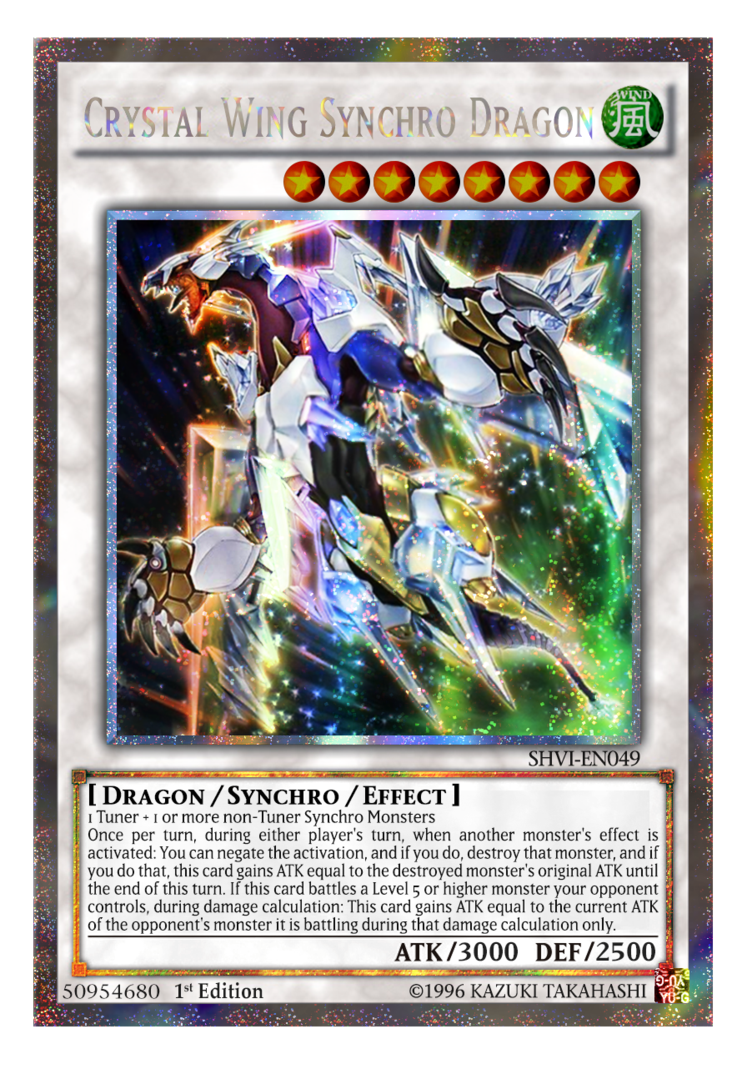 CRYSTAL WING SYNCHRO DRAGON
WIND
風
SHVI-EN049
[ DRAGON / SYNCHRO / EFFECT ]
1 Tuner + 1 or more non-Tuner Synchro Monsters
Once per turn, during either player's turn, when another monster's effect is
activated: You can negate the activation, and if you do, destroy that monster, and if
you do that, this card gains ATK equal to the destroyed monster's original ATK until
the end of this turn. If this card battles a Level 5 or higher monster your opponent
controls, during damage calculation: This card gains ATK equal to the current ATK
of the opponent's monster it is battling during that damage calculation only.
ATK/3000 DEF/2500
50954680 1st Edition ©1996 KAZUKI TAKAHASHI